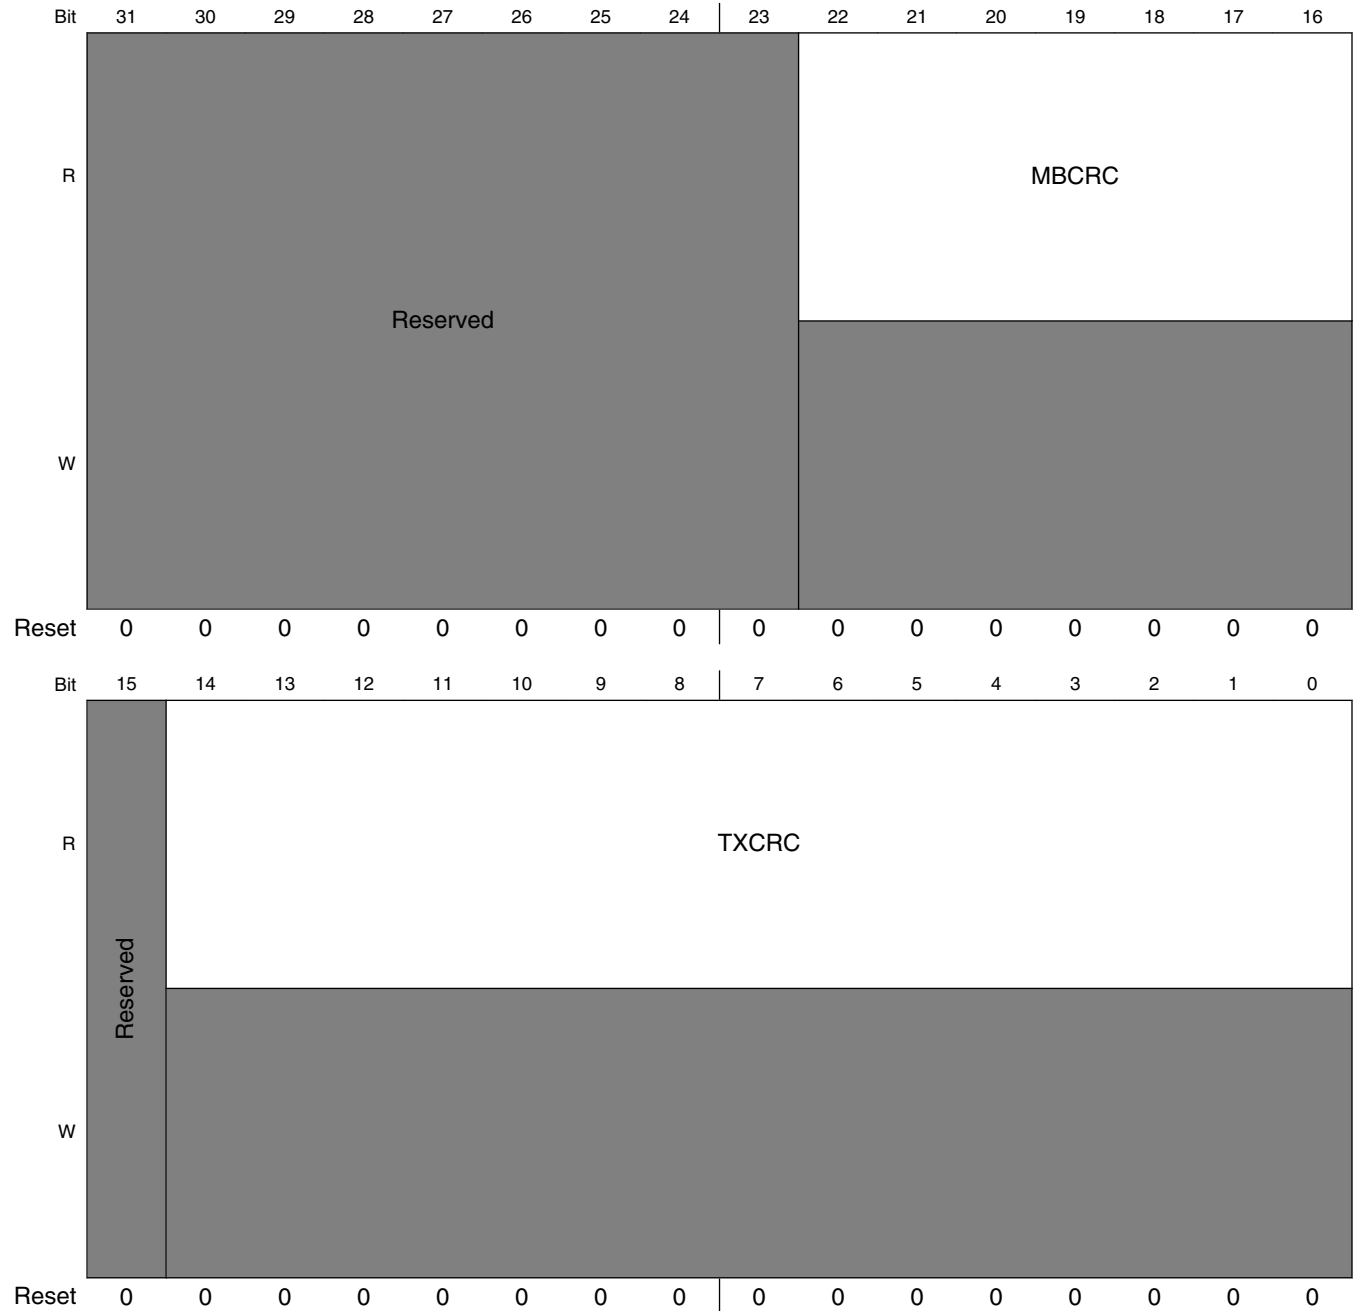 Bit 31 30 29 28 27 26 25 24 23 22 21 20 19 18 17 16
R MBCRC
Reserved
W
Reset 0 0 0 0 0 0 0 0 0 0 0 0 0 0 0 0
Bit 15 14 13 12 11 10 9 8 7 6 5 4 3 2 1 0
R TXCRC
Reserved
W
Reset 0 0 0 0 0 0 0 0 0 0 0 0 0 0 0 0